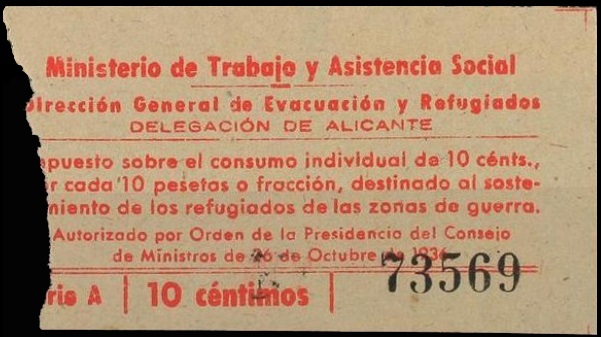 Ministerio de Trabajo y Asistencia Social
Dirección General de Evacuación y Refugiados
DELEGACIÓN DE ALICANTE
puesto sobre el consumo individual de 10 cénts.,
r cada 10 pesetas o fracción, destinado al soste-
miento de los refugiados de las zonas de guerra.
Autorizado por Orden de la Presidencia del Consejo
de Ministros de 26 de Octubre de 1936
rie A | 10 céntimos | 73569